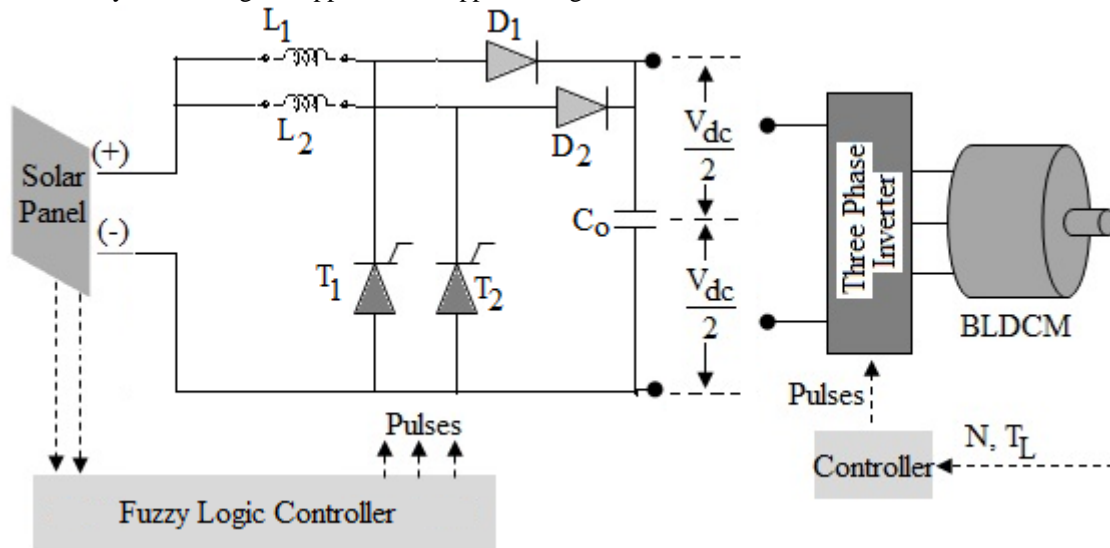 L1
D1
L2
D2
(+)
Solar
Panel
(-)
Vdc
2
Co
T1
T2
Vdc
2
Three Phase
Inverter
BLDCM
Pulses
Pulses
N, TL
Controller
Fuzzy Logic Controller